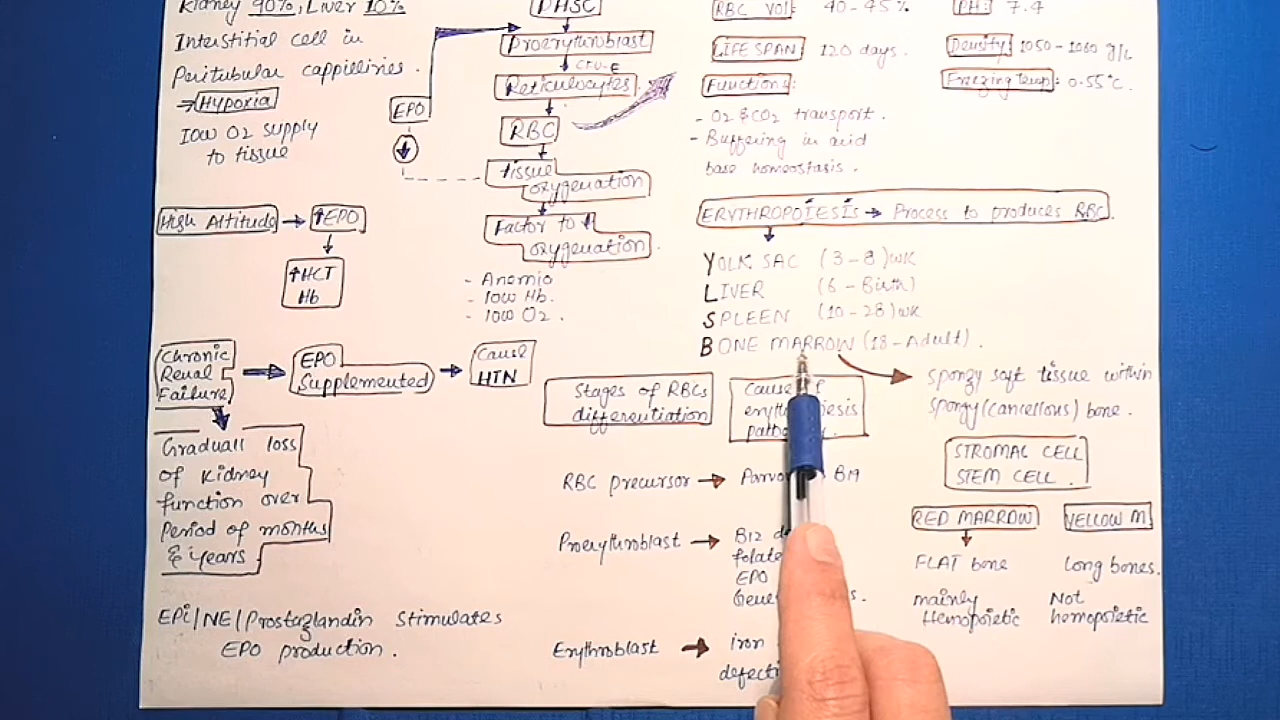 Kidney 90%, Liver 10%
Interstitial cell in
Peritubular cappilliries.
→ Hypoxia
low O2 supply
to tissue
High Altitude → ↑EPO
↑HCT
Hb
Chronic
Renal
Failure
EPO
Supplemented
Cause
HTN
Graduall loss
of kidney
function over
Period of months
& years
EPi/NE/Prostaglandin stimulates
EPO production.
EPO
PHSC
Proerythroblast
CFU-E
Reticulocytes
RBC
tissue
oxygenation
Factor to ↓
oxygenation
- Anemia
- low Hb.
- low O2.
Stages of RBCs
differentiation
RBC precursor → B19
Proerythroblast → B12
folate
EPO
Erythroblast → iron
RBC Vol: 40-45%
LIFE SPAN 120 days.
Functions:
- O2 & CO2 transport.
- Buffering in acid
base homeostasis.
PH: 7.4
Density: 1050-1060 g/L
Freezing temp: 0.55°C.
ERYTHROPOIESIS → Process to produces RBC.
YOLK SAC (3-8)WK
LIVER (6-Birth)
SPLEEN (10-28)WK
BONE MARROW (18-Adult).
spongy soft tissue within
spongy (cancellous) bone.
STROMAL CELL
STEM CELL.
RED MARROW YELLOW M.
FLAT bone Long bones.
mainly Not
Hemopoietic hemopoietic